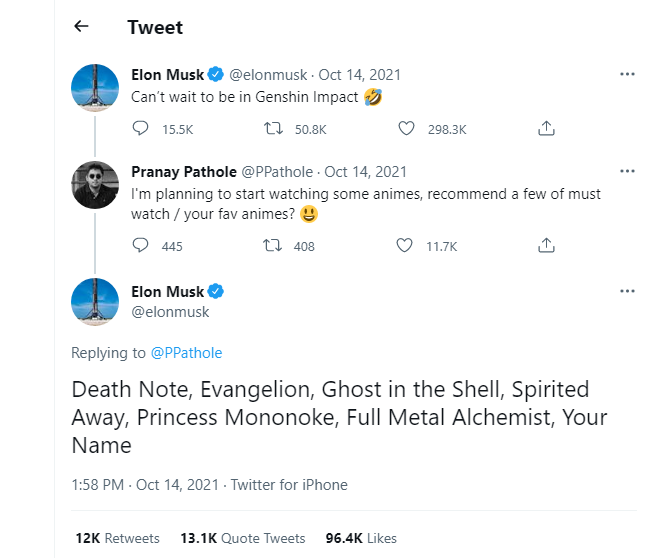 Tweet
Elon Musk @elonmusk · Oct 14, 2021
Can't wait to be in Genshin Impact 🤣
15.5K 50.8K 298.3K
Pranay Pathole @PPathole · Oct 14, 2021
I'm planning to start watching some animes, recommend a few of must
watch / your fav animes? 😃
445 408 11.7K
Elon Musk
@elonmusk
Replying to @PPathole
Death Note, Evangelion, Ghost in the Shell, Spirited
Away, Princess Mononoke, Full Metal Alchemist, Your
Name
1:58 PM · Oct 14, 2021 · Twitter for iPhone
12K Retweets 13.1K Quote Tweets 96.4K Likes